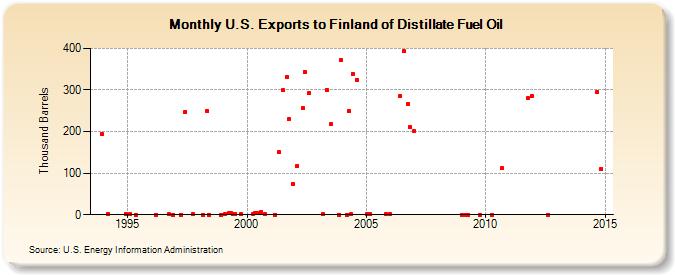 Monthly U.S. Exports to Finland of Distillate Fuel Oil
Thousand Barrels
400
300
200
100
0
1995 2000 2005 2010 2015
Source: U.S. Energy Information Administration